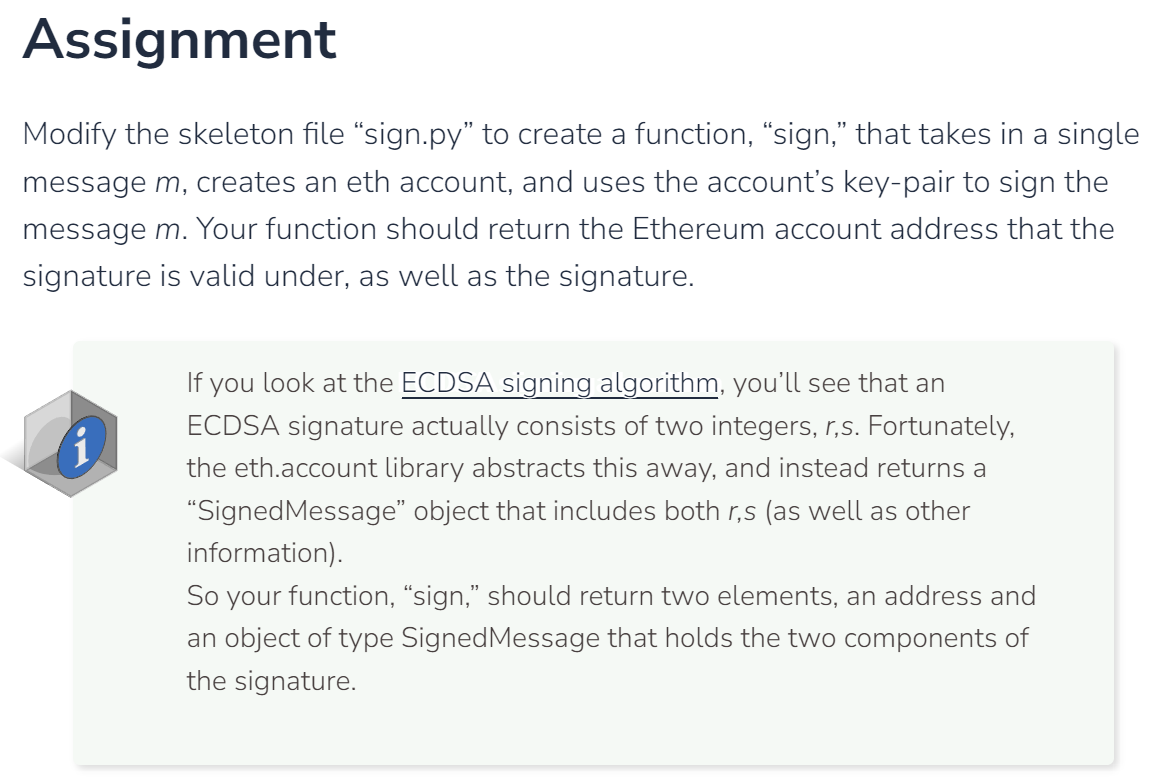 Assignment
Modify the skeleton file “sign.py” to create a function, “sign,” that takes in a single
message m, creates an eth account, and uses the account’s key-pair to sign the
message m. Your function should return the Ethereum account address that the
signature is valid under, as well as the signature.
If you look at the ECDSA signing algorithm, you’ll see that an
ECDSA signature actually consists of two integers, r,s. Fortunately,
the eth.account library abstracts this away, and instead returns a
“SignedMessage” object that includes both r,s (as well as other
information).
So your function, “sign,” should return two elements, an address and
an object of type SignedMessage that holds the two components of
the signature.